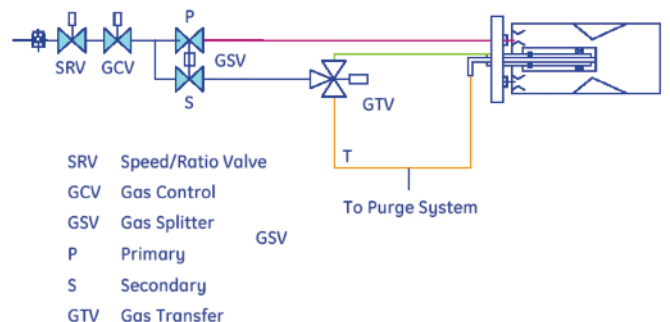 P
SRV GCV GSV
S
GTV
T
To Purge System
SRV Speed/Ratio Valve
GCV Gas Control
GSV Gas Splitter
GSV
P Primary
S Secondary
GTV Gas Transfer